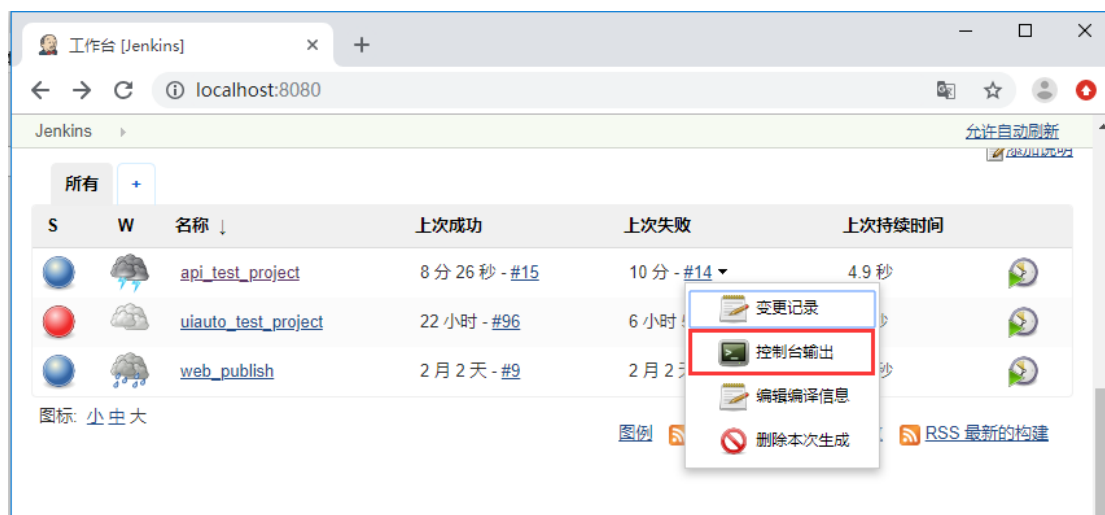 工作台 [Jenkins]
localhost:8080
Jenkins
允许自动刷新
添加说明
所有 +
S W 名称 ↓ 上次成功 上次失败 上次持续时间
api_test_project 8 分 26 秒 - #15 10 分 - #14 4.9 秒
uiauto_test_project 22 小时 - #96 6 小时
web_publish 2 月 2 天 - #9 2 月 2 秒
变更记录
控制台输出
编辑编译信息
删除本次生成
图标: 小 中 大
图例 RSS 最新的构建